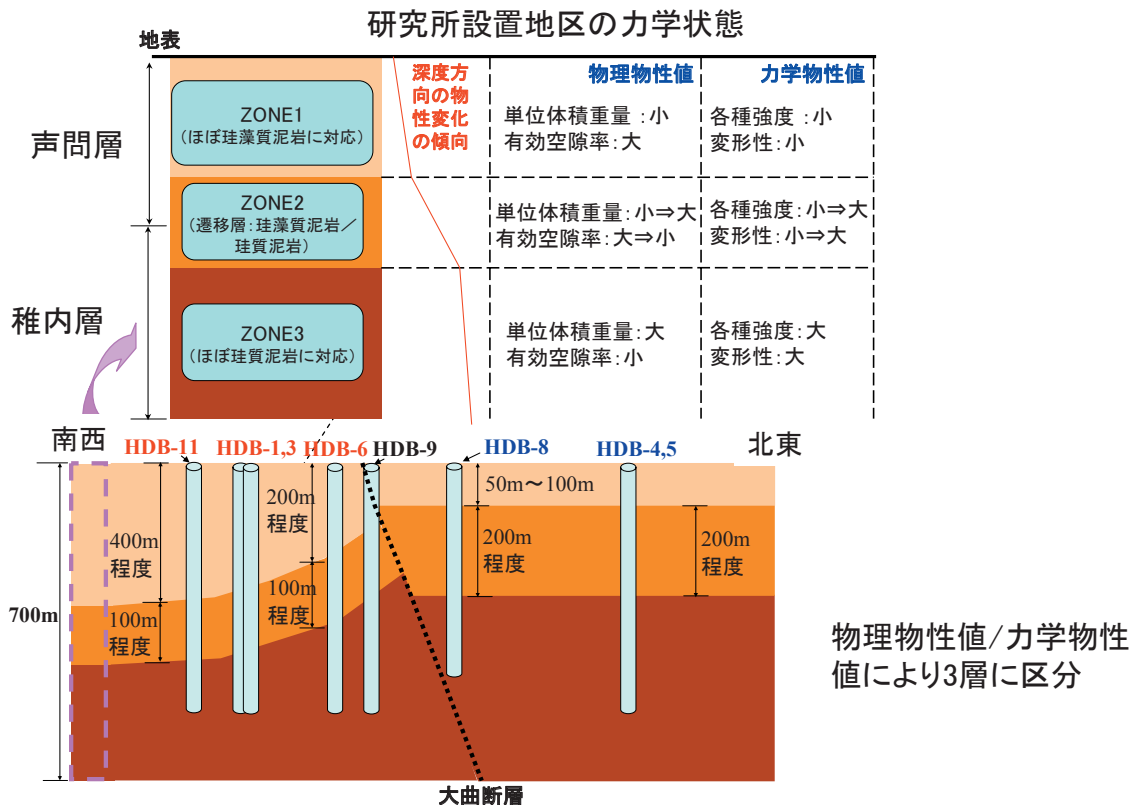 研究所設置地区の力学状態
地表
深度方
向の物
性変化
の傾向
物理物性値
力学物性値
声問層
ZONE1
(ほぼ珪藻質泥岩に対応)
単位体積重量:小
有効空隙率:大
各種強度:小
変形性:小
ZONE2
(遷移層:珪藻質泥岩/
珪質泥岩)
単位体積重量:小⇒大
有効空隙率:大⇒小
各種強度:小⇒大
変形性:小⇒大
稚内層
ZONE3
(ほぼ珪質泥岩に対応)
単位体積重量:大
有効空隙率:小
各種強度:大
変形性:大
南西
HDB-11
HDB-1,3
HDB-6
HDB-9
HDB-8
HDB-4,5
北東
50m～100m
200m
程度
400m
程度
200m
程度
200m
程度
100m
程度
100m
程度
700m
物理物性値/力学物性
値により3層に区分
大曲断層